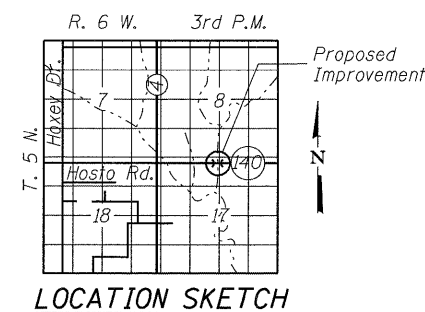 R. 6 W. 3rd P.M.
Proposed
Improvement
T. 5 N.
Hoxey Dr.
4
7
8
N
140
Hosto Rd.
18
17
LOCATION SKETCH